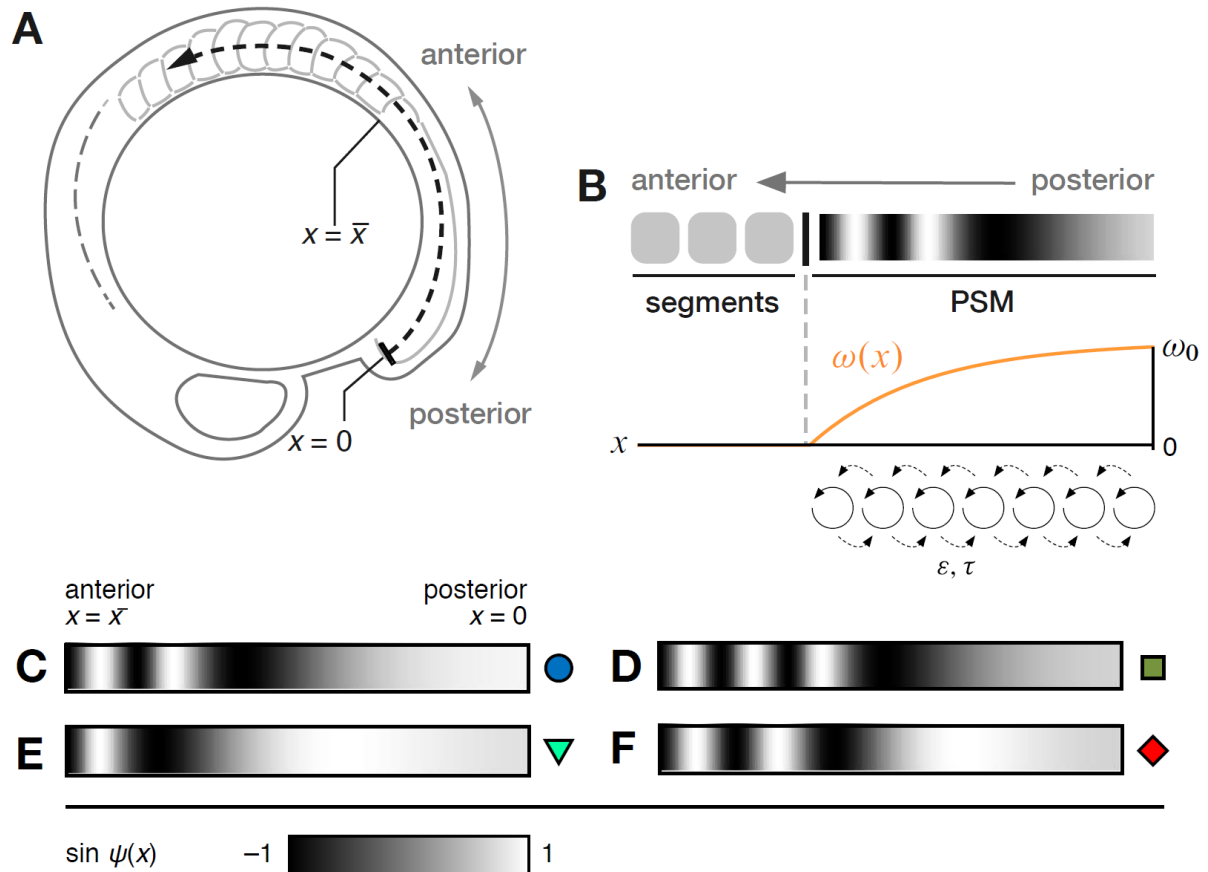 A
anterior
x = x̄
x = 0
posterior
B
anterior
posterior
segments
PSM
ω(x)
ω₀
x
0
ε, τ
anterior
x = x̄
posterior
x = 0
C
D
E
F
sin ψ(x)
−1
1